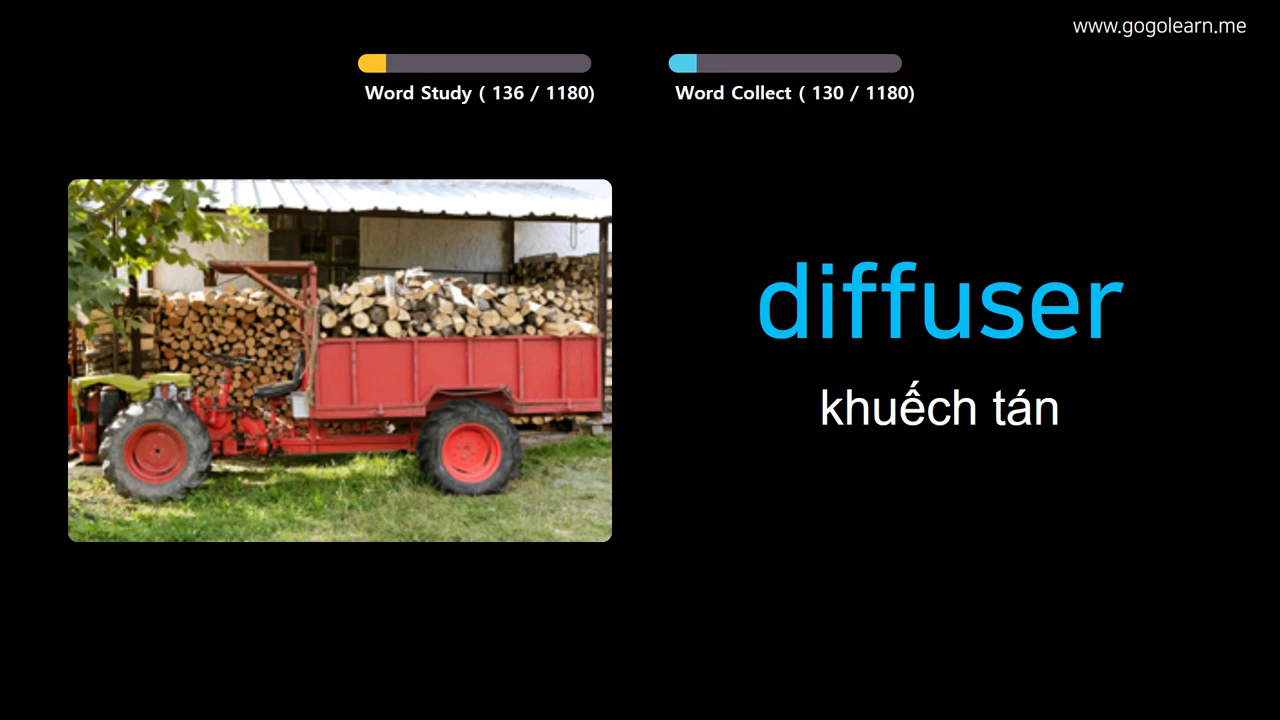 www.gogolearn.me
Word Study ( 136 / 1180)
Word Collect ( 130 / 1180)
diffuser
khuếch tán